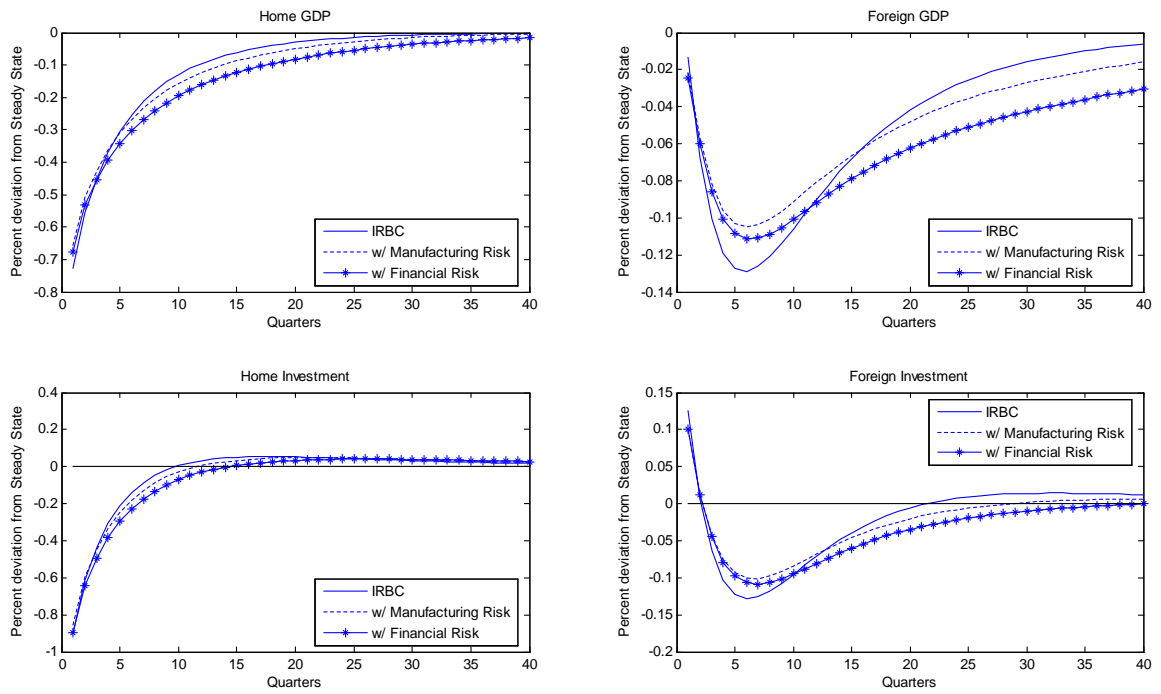 Home GDP
Percent deviation from Steady State
0
-0.1
-0.2
-0.3
-0.4
-0.5
-0.6
-0.7
-0.8
0 5 10 15 20 25 30 35 40
Quarters
IRBC
w/ Manufacturing Risk
w/ Financial Risk
Foreign GDP
Percent deviation from Steady State
0
-0.02
-0.04
-0.06
-0.08
-0.1
-0.12
-0.14
0 5 10 15 20 25 30 35 40
Quarters
IRBC
w/ Manufacturing Risk
w/ Financial Risk
Home Investment
Percent deviation from Steady State
0.4
0.2
0
-0.2
-0.4
-0.6
-0.8
-1
0 5 10 15 20 25 30 35 40
Quarters
IRBC
w/ Manufacturing Risk
w/ Financial Risk
Foreign Investment
Percent deviation from Steady State
0.15
0.1
0.05
0
-0.05
-0.1
-0.15
-0.2
0 5 10 15 20 25 30 35 40
Quarters
IRBC
w/ Manufacturing Risk
w/ Financial Risk